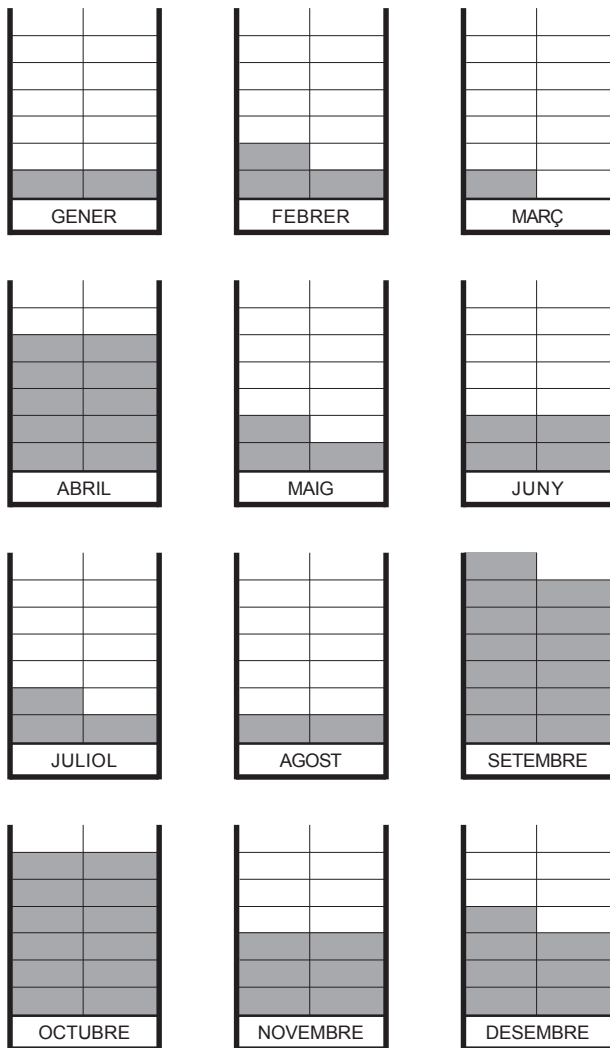 GENER
FEBRER
MARÇ
ABRIL
MAIG
JUNY
JULIOL
AGOST
SETEMBRE
OCTUBRE
NOVEMBRE
DESEMBRE